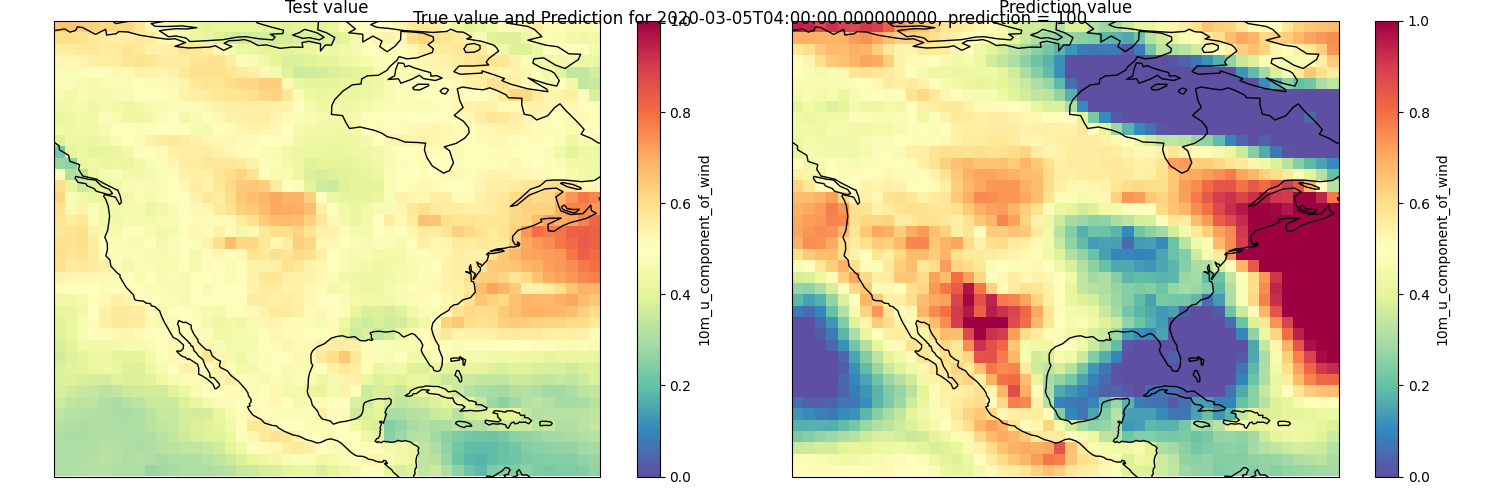 Test value
True value and Prediction for 2020-03-05T04:00:00.000000000, prediction = 100
Prediction value
1.0
0.8
0.6
0.4
0.2
0.0
10m_u_component_of_wind
1.0
0.8
0.6
0.4
0.2
0.0
10m_u_component_of_wind